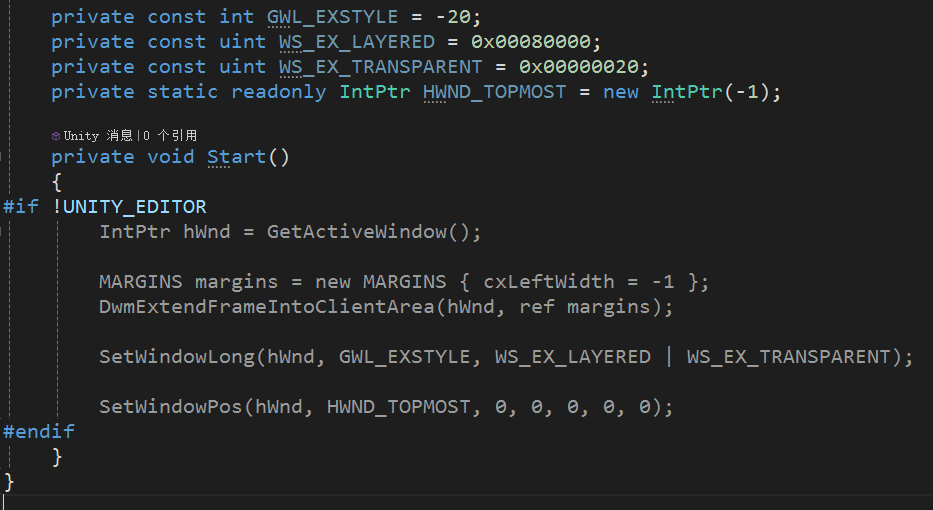 private const int GWL_EXSTYLE = -20;
private const uint WS_EX_LAYERED = 0x00080000;
private const uint WS_EX_TRANSPARENT = 0x00000020;
private static readonly IntPtr HWND_TOPMOST = new IntPtr(-1);
Unity 消息|0 个引用
private void Start()
{
#if !UNITY_EDITOR
IntPtr hWnd = GetActiveWindow();
MARGINS margins = new MARGINS { cxLeftWidth = -1 };
DwmExtendFrameIntoClientArea(hWnd, ref margins);
SetWindowLong(hWnd, GWL_EXSTYLE, WS_EX_LAYERED | WS_EX_TRANSPARENT);
SetWindowPos(hWnd, HWND_TOPMOST, 0, 0, 0, 0, 0);
#endif
}
}